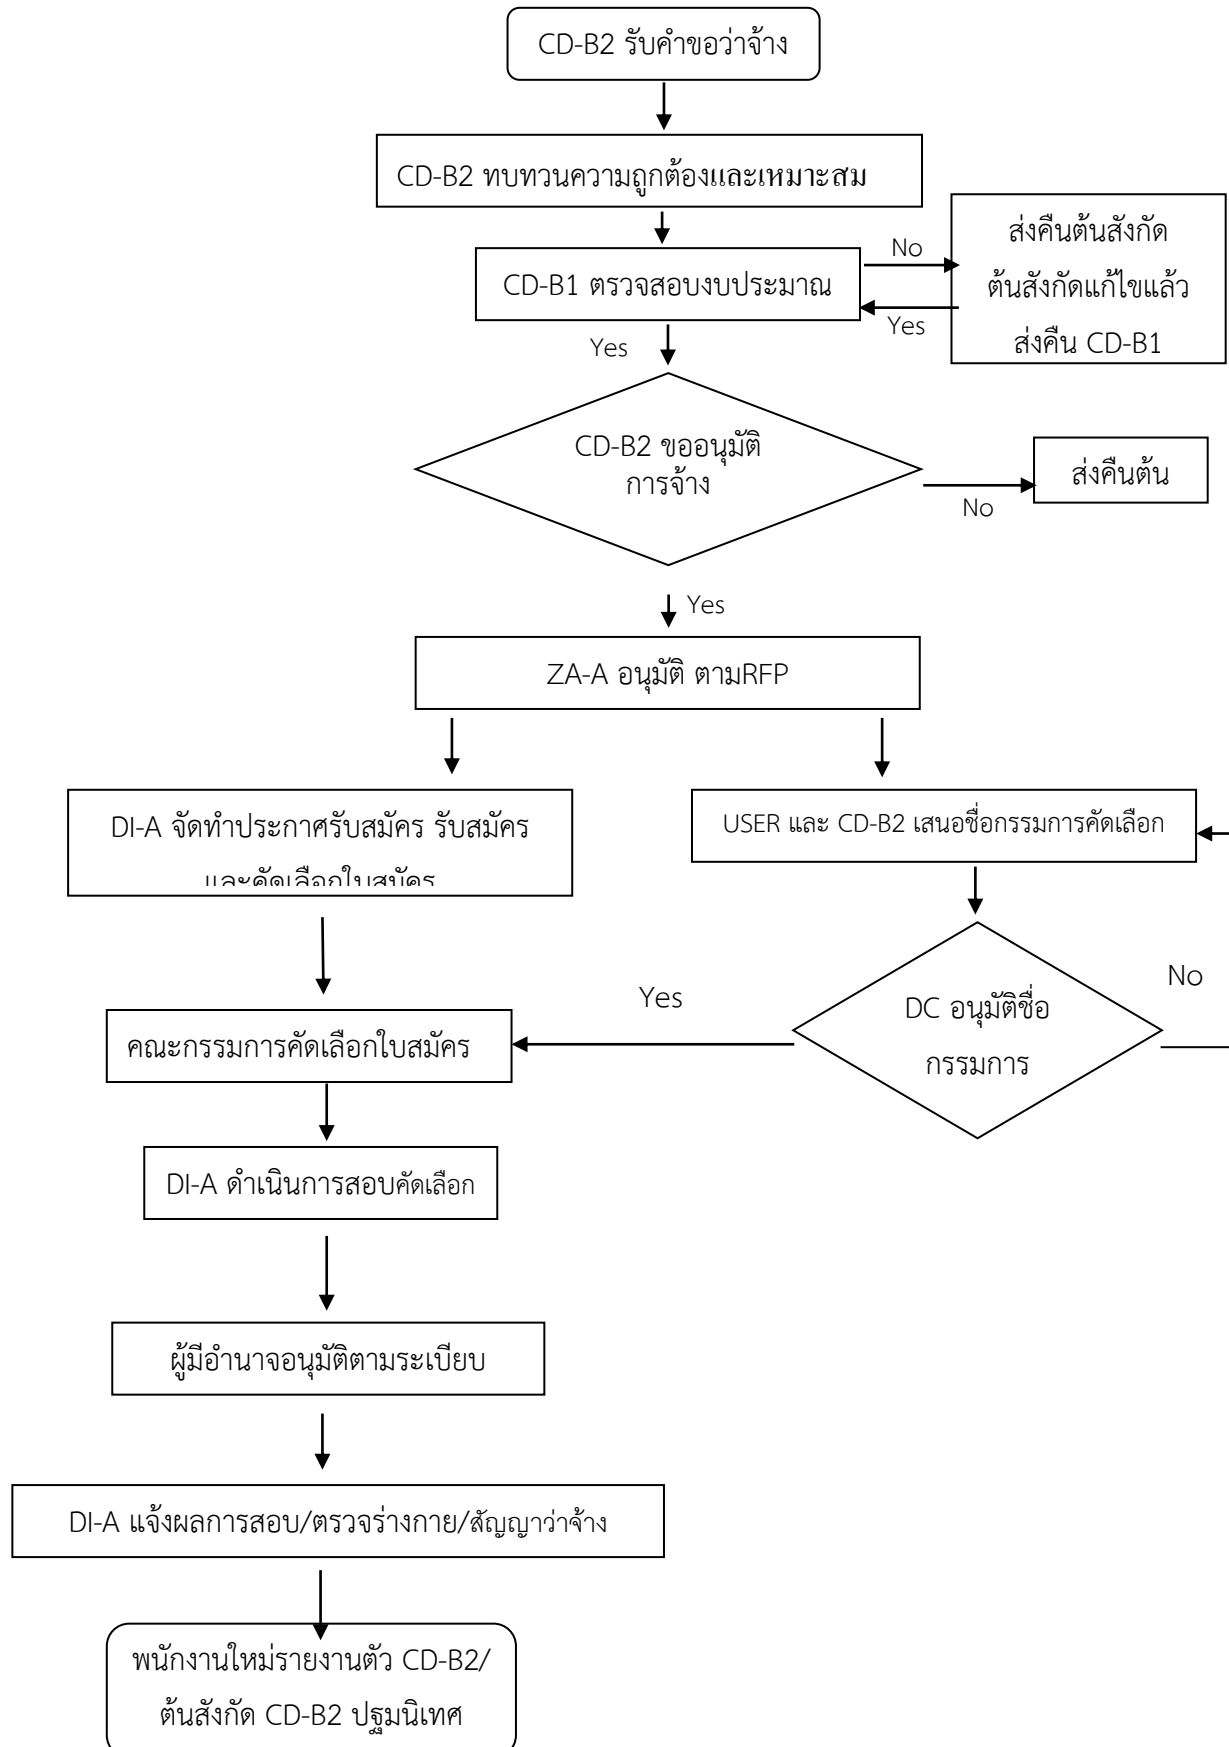 CD-B2 รับคำขอว่าจ้าง
CD-B2 ทบทวนความถูกต้องและเหมาะสม
CD-B1 ตรวจสอบงบประมาณ
No
Yes
ส่งคืนต้นสังกัด
ต้นสังกัดแก้ไขแล้ว
ส่งคืน CD-B1
Yes
CD-B2 ขออนุมัติ
การจ้าง
No
ส่งคืนต้น
Yes
ZA-A อนุมัติ ตามRFP
DI-A จัดทำประกาศรับสมัคร รับสมัคร
และคัดเลือกใบสมัคร
USER และ CD-B2 เสนอชื่อกรรมการคัดเลือก
DC อนุมัติชื่อ
กรรมการ
No
Yes
คณะกรรมการคัดเลือกใบสมัคร
DI-A ดำเนินการสอบคัดเลือก
ผู้มีอำนาจอนุมัติตามระเบียบ
DI-A แจ้งผลการสอบ/ตรวจร่างกาย/สัญญาว่าจ้าง
พนักงานใหม่รายงานตัว CD-B2/
ต้นสังกัด CD-B2 ปฐมนิเทศ